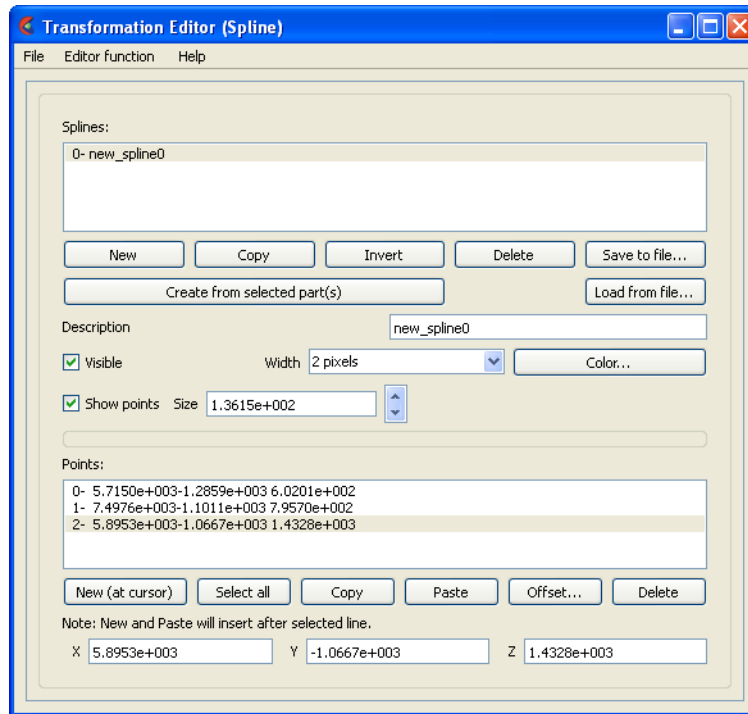 Transformation Editor (Spline)
File Editor function Help
Splines:
0- new_spline0
New Copy Invert Delete Save to file...
Create from selected part(s) Load from file...
Description new_spline0
Visible Width 2 pixels Color...
Show points Size 1.3615e+002
Points:
0- 5.7150e+003-1.2859e+003 6.0201e+002
1- 7.4976e+003-1.1011e+003 7.9570e+002
2- 5.8953e+003-1.0667e+003 1.4328e+003
New (at cursor) Select all Copy Paste Offset... Delete
Note: New and Paste will insert after selected line.
X 5.8953e+003 Y -1.0667e+003 Z 1.4328e+003